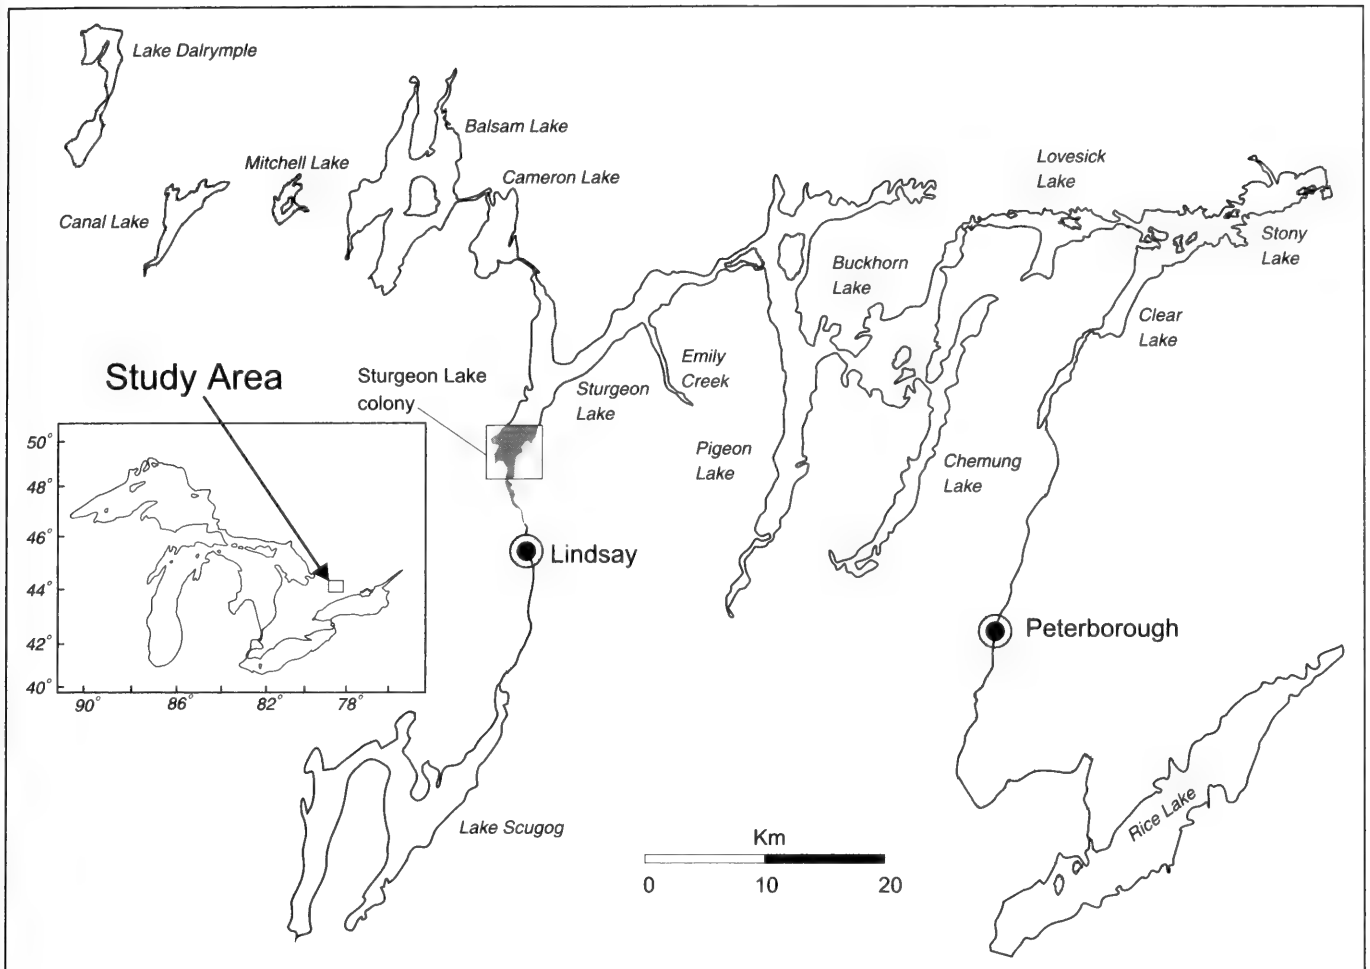 Lake Dalrymple
Balsam Lake
Mitchell Lake
Cameron Lake
Canal Lake
Lovesick
Lake
Stony
Lake
Buckhorn
Lake
Clear
Lake
Emily
Creek
Sturgeon
Lake
Study Area
Sturgeon Lake
colony
Pigeon
Lake
Chemung
Lake
50°
48°
46°
44°
42°
40°
90°
86°
82°
78°
Lindsay
Peterborough
Lake Scugog
Rice Lake
Km
0
10
20